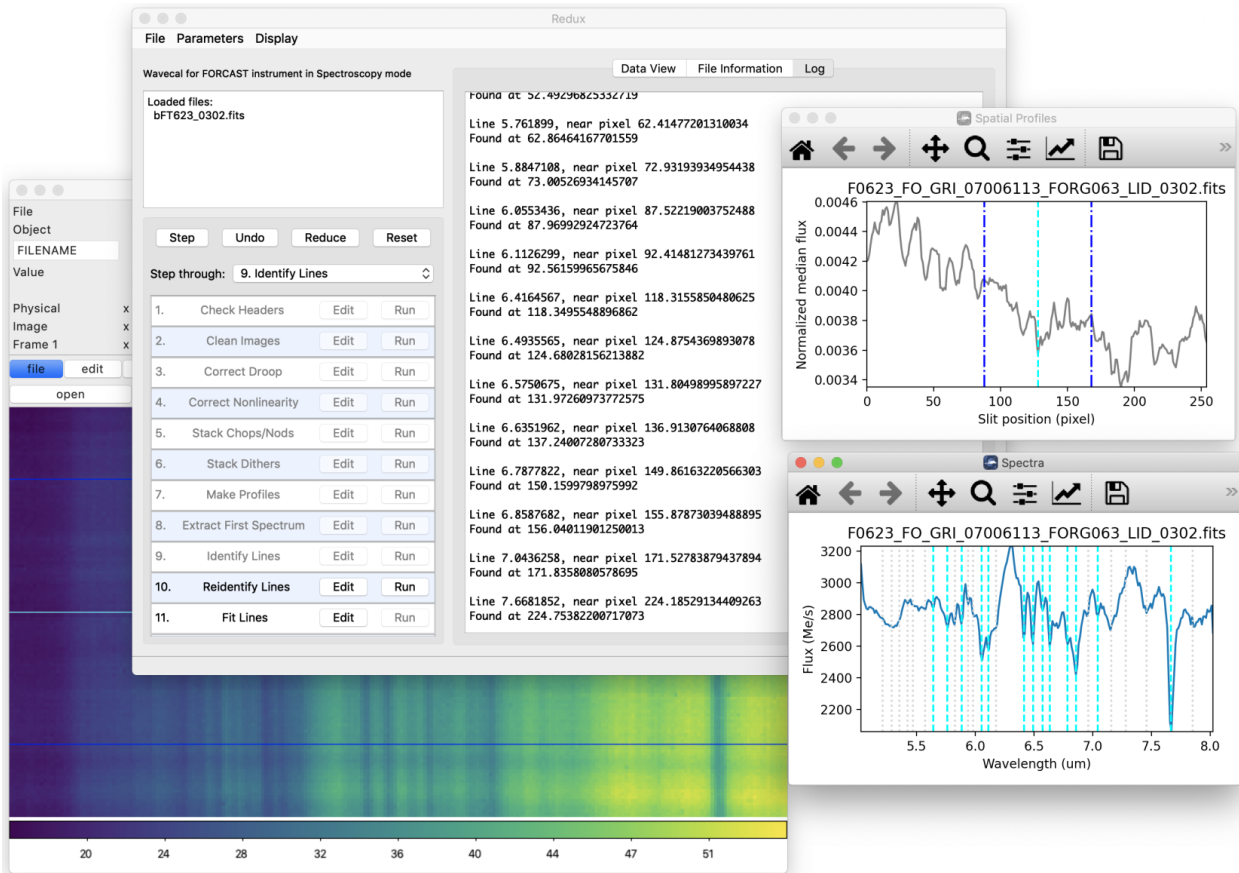 Redux
File Parameters Display
Wavecal for FORCAST instrument in Spectroscopy mode
Loaded files:
bFT623_0302.fits
Step Undo Reduce Reset
Step through: 9. Identify Lines
1. Check Headers Edit Run
2. Clean Images Edit Run
3. Correct Droop Edit Run
4. Correct Nonlinearity Edit Run
5. Stack Chops/Nods Edit Run
6. Stack Dithers Edit Run
7. Make Profiles Edit Run
8. Extract First Spectrum Edit Run
9. Identify Lines Edit Run
10. Reidentify Lines Edit Run
11. Fit Lines Edit Run
Data View File Information Log
Found at 52.49296825332719
Line 5.761899, near pixel 62.41477201310034
Found at 62.86464167701559
Line 5.8847108, near pixel 72.93193934954438
Found at 73.00526934145707
Line 6.0553436, near pixel 87.52219003752488
Found at 87.96992924723764
Line 6.1126299, near pixel 92.41481273439761
Found at 92.56159965675846
Line 6.4164567, near pixel 118.3155850480625
Found at 118.3495548896862
Line 6.4935565, near pixel 124.8754369893078
Found at 124.68028156213882
Line 6.5750675, near pixel 131.80498995897227
Found at 131.97260973772575
Line 6.6351962, near pixel 136.9130764068808
Found at 137.24007280733323
Line 6.7877822, near pixel 149.86163220566303
Found at 150.1599798975992
Line 6.8587682, near pixel 155.87873039488895
Found at 156.04011901250013
Line 7.0436258, near pixel 171.52783879437894
Found at 171.8358080578695
Line 7.6681852, near pixel 224.18529134409263
Found at 224.75382200717073
File
Object
FILENAME
Value
Physical x
Image x
Frame 1 x
file edit
open
20 24 28 32 36 40 44 47 51
Spatial Profiles
»
F0623_FO_GRI_07006113_FORG063_LID_0302.fits
Normalized median flux
0.0046
0.0044
0.0042
0.0040
0.0038
0.0036
0.0034
0 50 100 150 200 250
Slit position (pixel)
Spectra
»
F0623_FO_GRI_07006113_FORG063_LID_0302.fits
Flux (Me/s)
3200
3000
2800
2600
2400
2200
5.5 6.0 6.5 7.0 7.5 8.0
Wavelength (um)